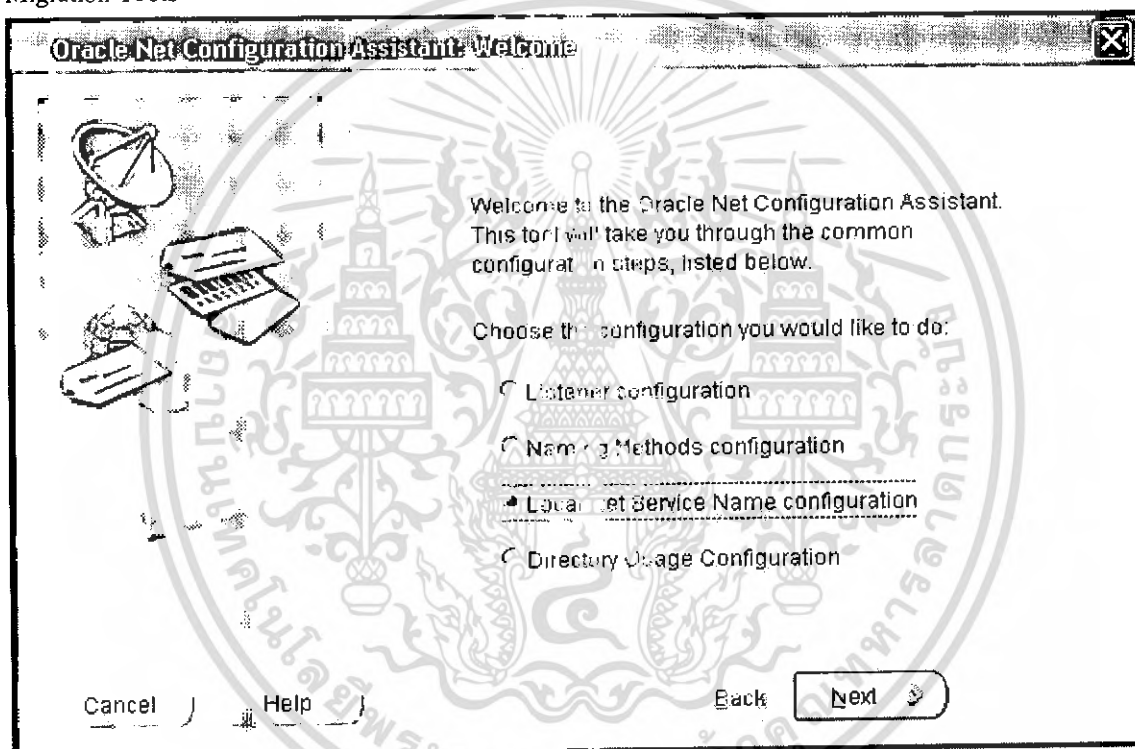 Migration Tools
Oracle Net Configuration Assistant: Welcome
Welcome to the Oracle Net Configuration Assistant.
This tool will take you through the common
configuration steps, listed below.
Choose the configuration you would like to do:
Listener configuration
Naming Methods configuration
Local Net Service Name configuration
Directory Usage Configuration
Cancel
Help
Back
Next